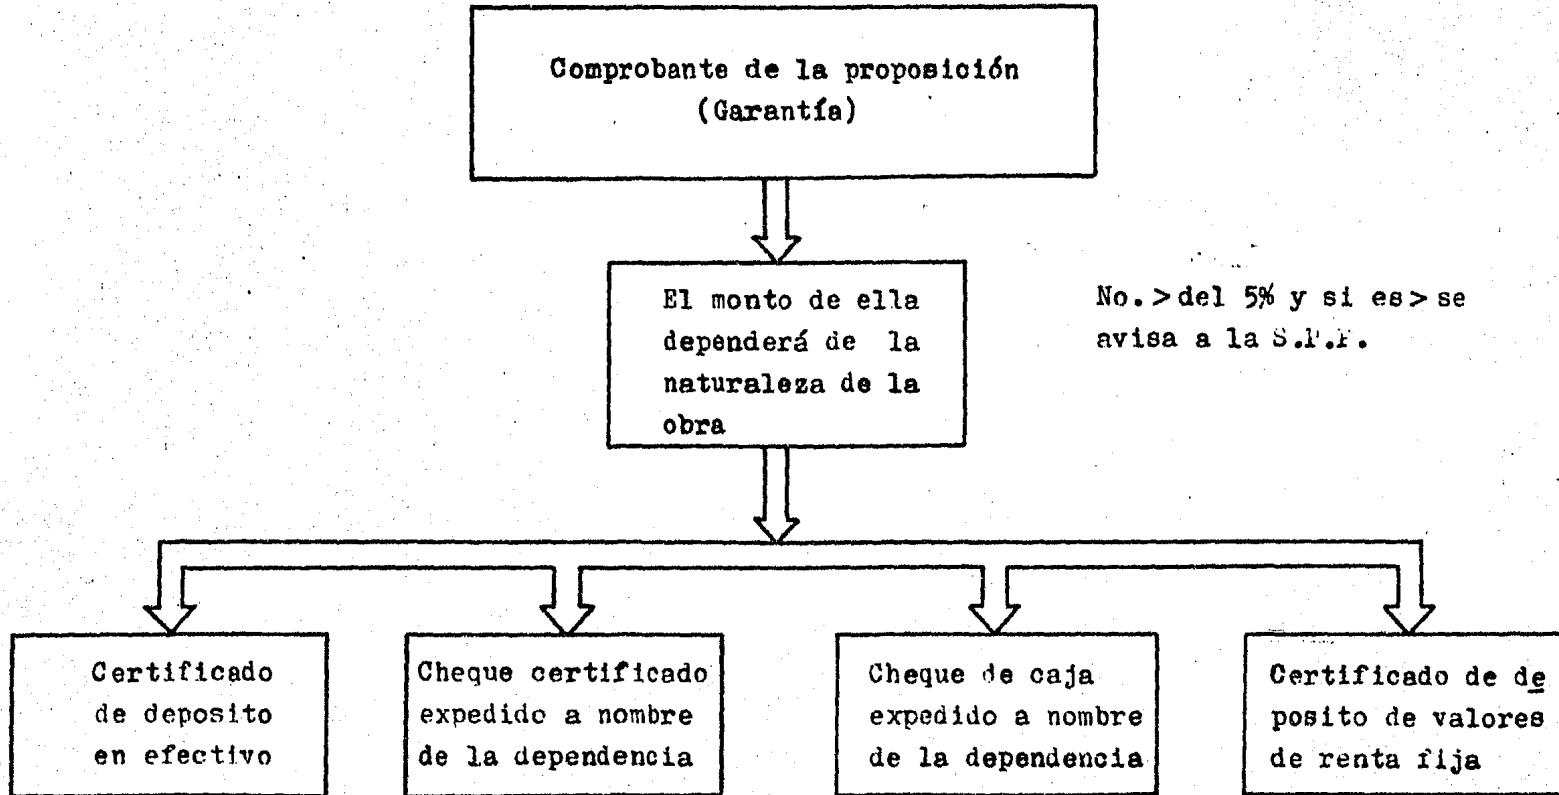 Comprobante de la proposición
(Garantía)
El monto de ella
dependerá de la
naturaleza de la
obra
No.>del 5% y si es> se
avisa a la S.P.P.
Certificado
de deposito
en efectivo
Cheque certificado
expedido a nombre
de la dependencia
Cheque de caja
expedido a nombre
de la dependencia
Certificado de de
posito de valores
de renta fija